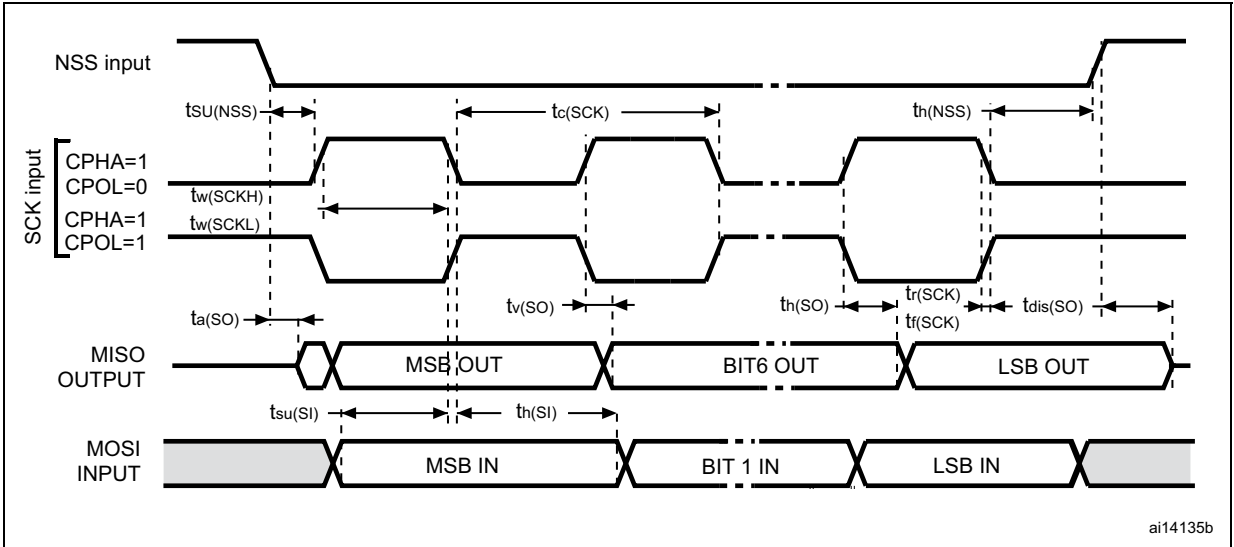 NSS input
tSU(NSS)
tc(SCK)
th(NSS)
SCK input
CPHA=1
CPOL=0
tw(SCKH)
CPHA=1
tw(SCKL)
CPOL=1
ta(SO)
tv(SO)
th(SO)
tr(SCK)
tf(SCK)
tdis(SO)
MISO
OUTPUT
MSB OUT
BIT6 OUT
LSB OUT
tsu(SI)
th(SI)
MOSI
INPUT
MSB IN
BIT 1 IN
LSB IN
ai14135b